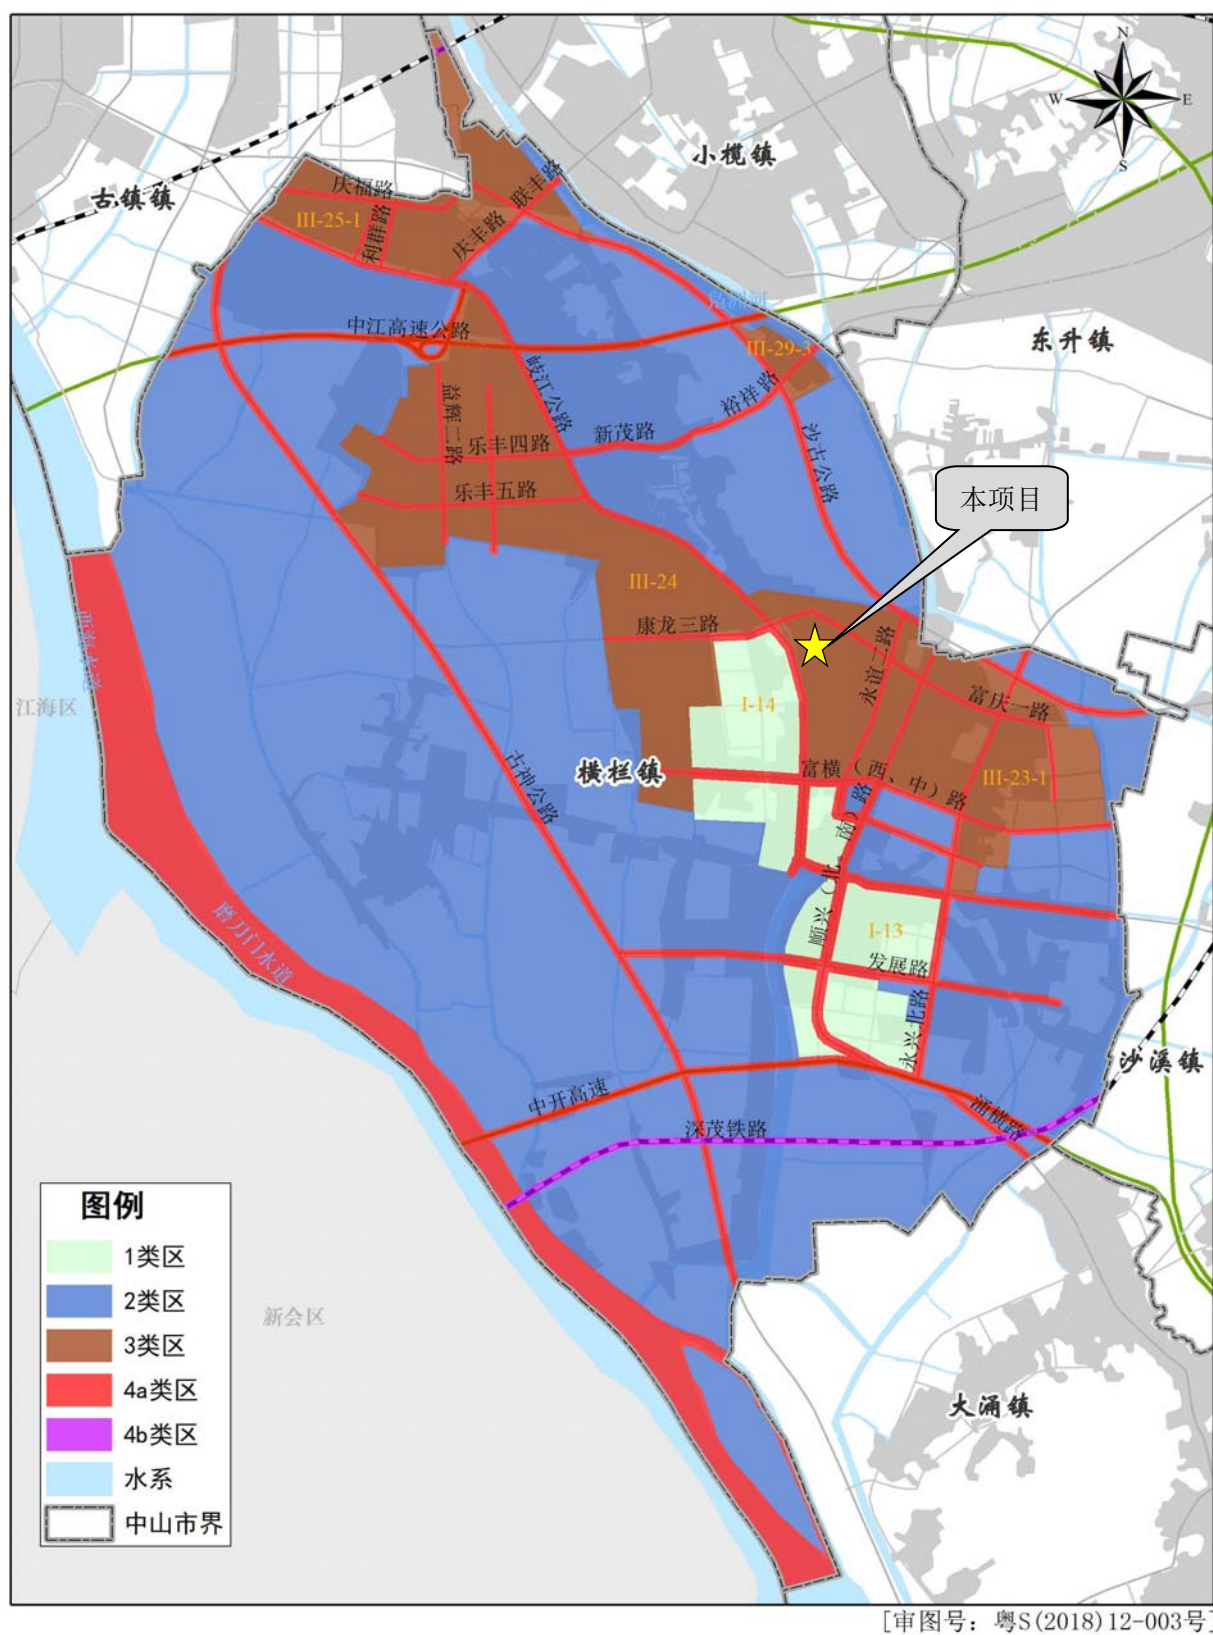 N
W
E
S
小榄镇
古镇镇
庆福路
联丰路
III-25-1
利群路
庆丰路
中江高速公路
III-29-3
东升镇
岐江公路
益辉二路
裕祥路
新茂路
乐丰四路
沙古公路
乐丰五路
本项目
III-24
康龙三路
永谊二路
西海水道
江海区
I-14
富庆一路
横栏镇
富横（西、中）路
III-23-1
古神公路
顺兴（北、南）路
磨刀门水道
I-13
发展路
永兴北路
沙溪镇
中开高速
涌横路
深茂铁路
图例
1类区
2类区
3类区
4a类区
4b类区
水系
中山市界
新会区
大涌镇
[审图号：粤S(2018)12-003号]